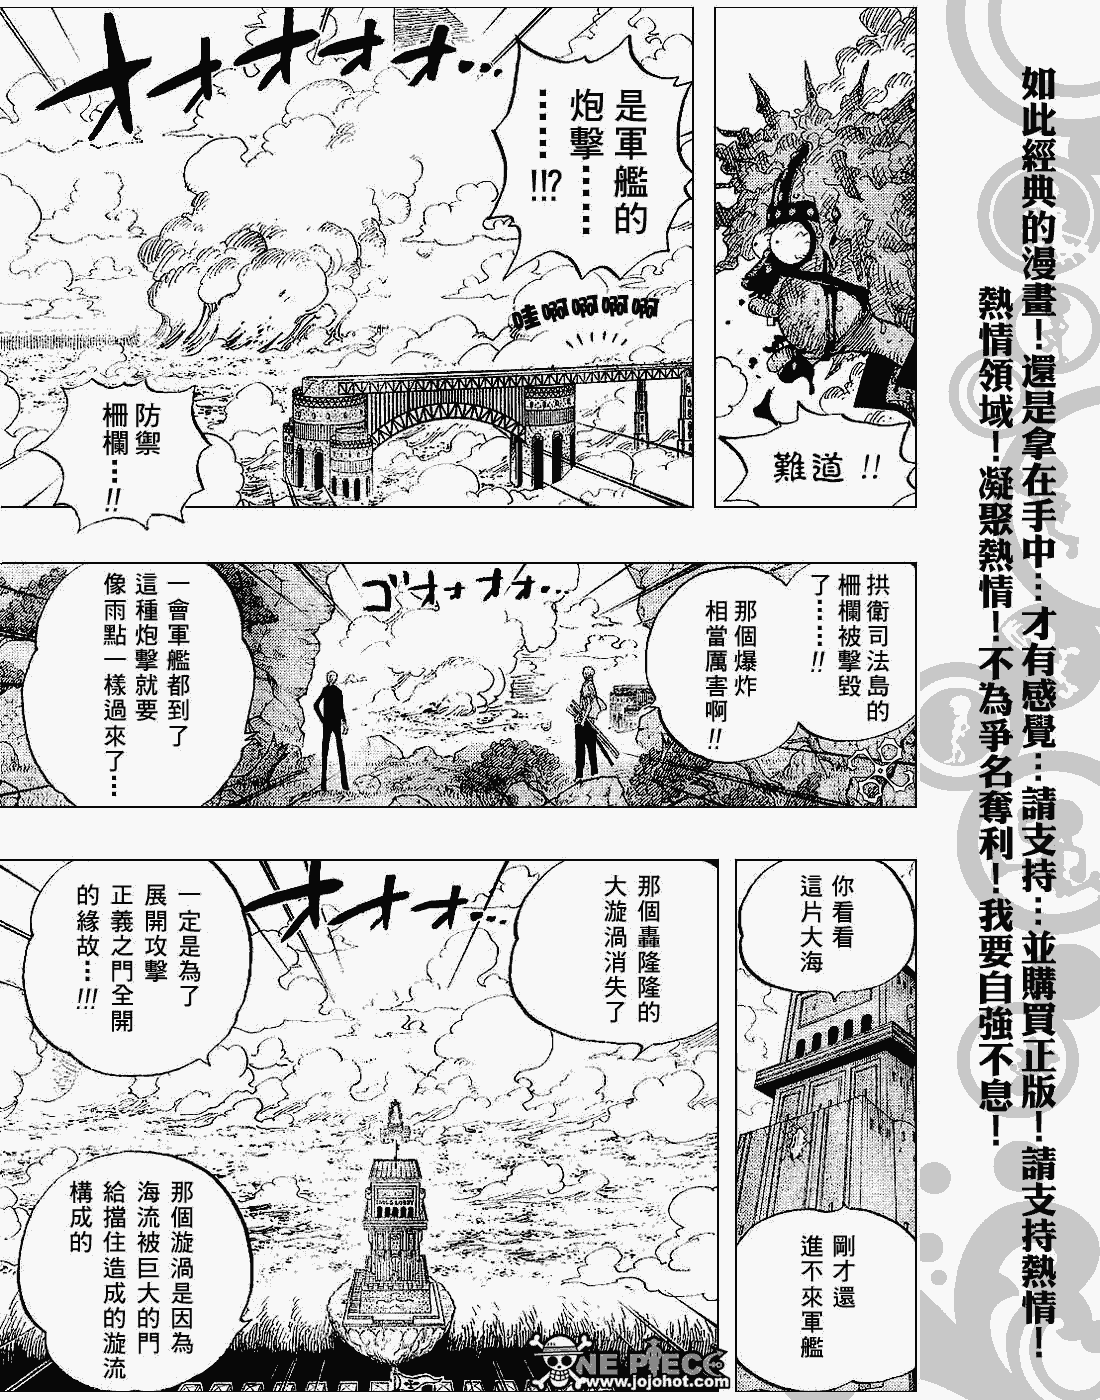 難道!!
是軍艦的
炮擊……
……!!?
オオオオオ…
哇啊啊啊啊
防禦
柵欄…!!
拱衛司法島的
柵欄被擊毀
了……!!
那個爆炸
相當厲害啊!!
ゴオオオオ…
一會軍艦都到了
這種炮擊就要
像雨點一樣過來了…
你看看
這片大海
剛才還
進不來軍艦
那個轟隆隆的
大漩渦消失了
オオオオ…
一定是為了
展開攻擊
正義之門全開
的緣故…!!!
那個漩渦是因為
海流被巨大的門
給擋住造成的漩流
構成的
ONE PIECE
www.jojohot.com
如此經典的漫畫!還是拿在手中…才有感覺…請支持…並購買正版!請支持熱情!
熱情領域!凝聚熱情!不為爭名奪利!我要自強不息!